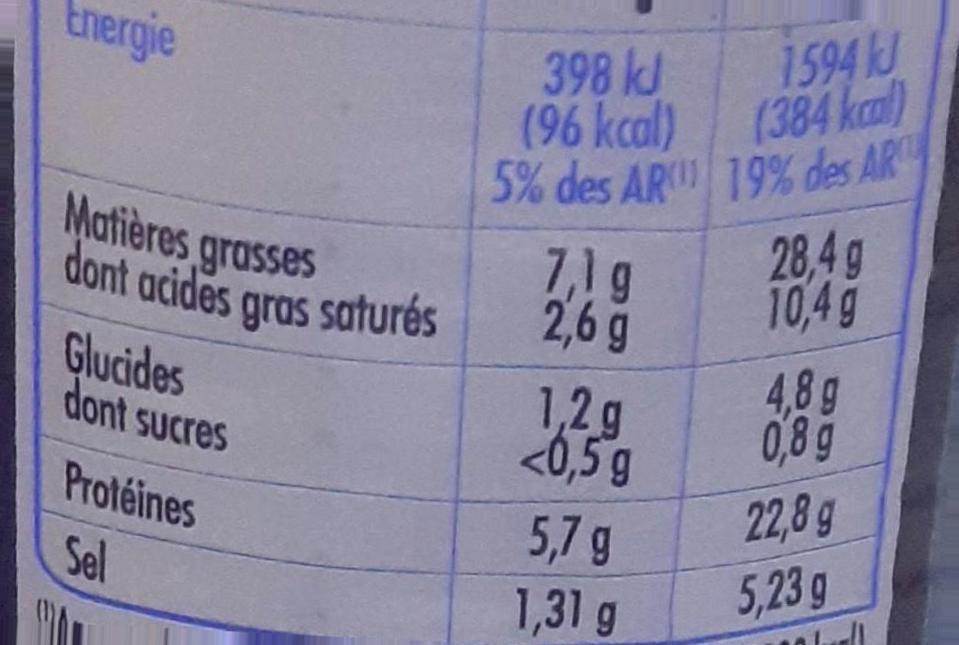 Energie 398 kJ 1594 kJ
(96 kcal) (384 kcal)
5% des AR(1) 19% des AR(1)
Matières grasses 7,1 g 28,4 g
dont acides gras saturés 2,6 g 10,4 g
Glucides 1,2 g 4,8 g
dont sucres <0,5 g 0,8 g
Protéines 5,7 g 22,8 g
Sel 1,31 g 5,23 g
(1)